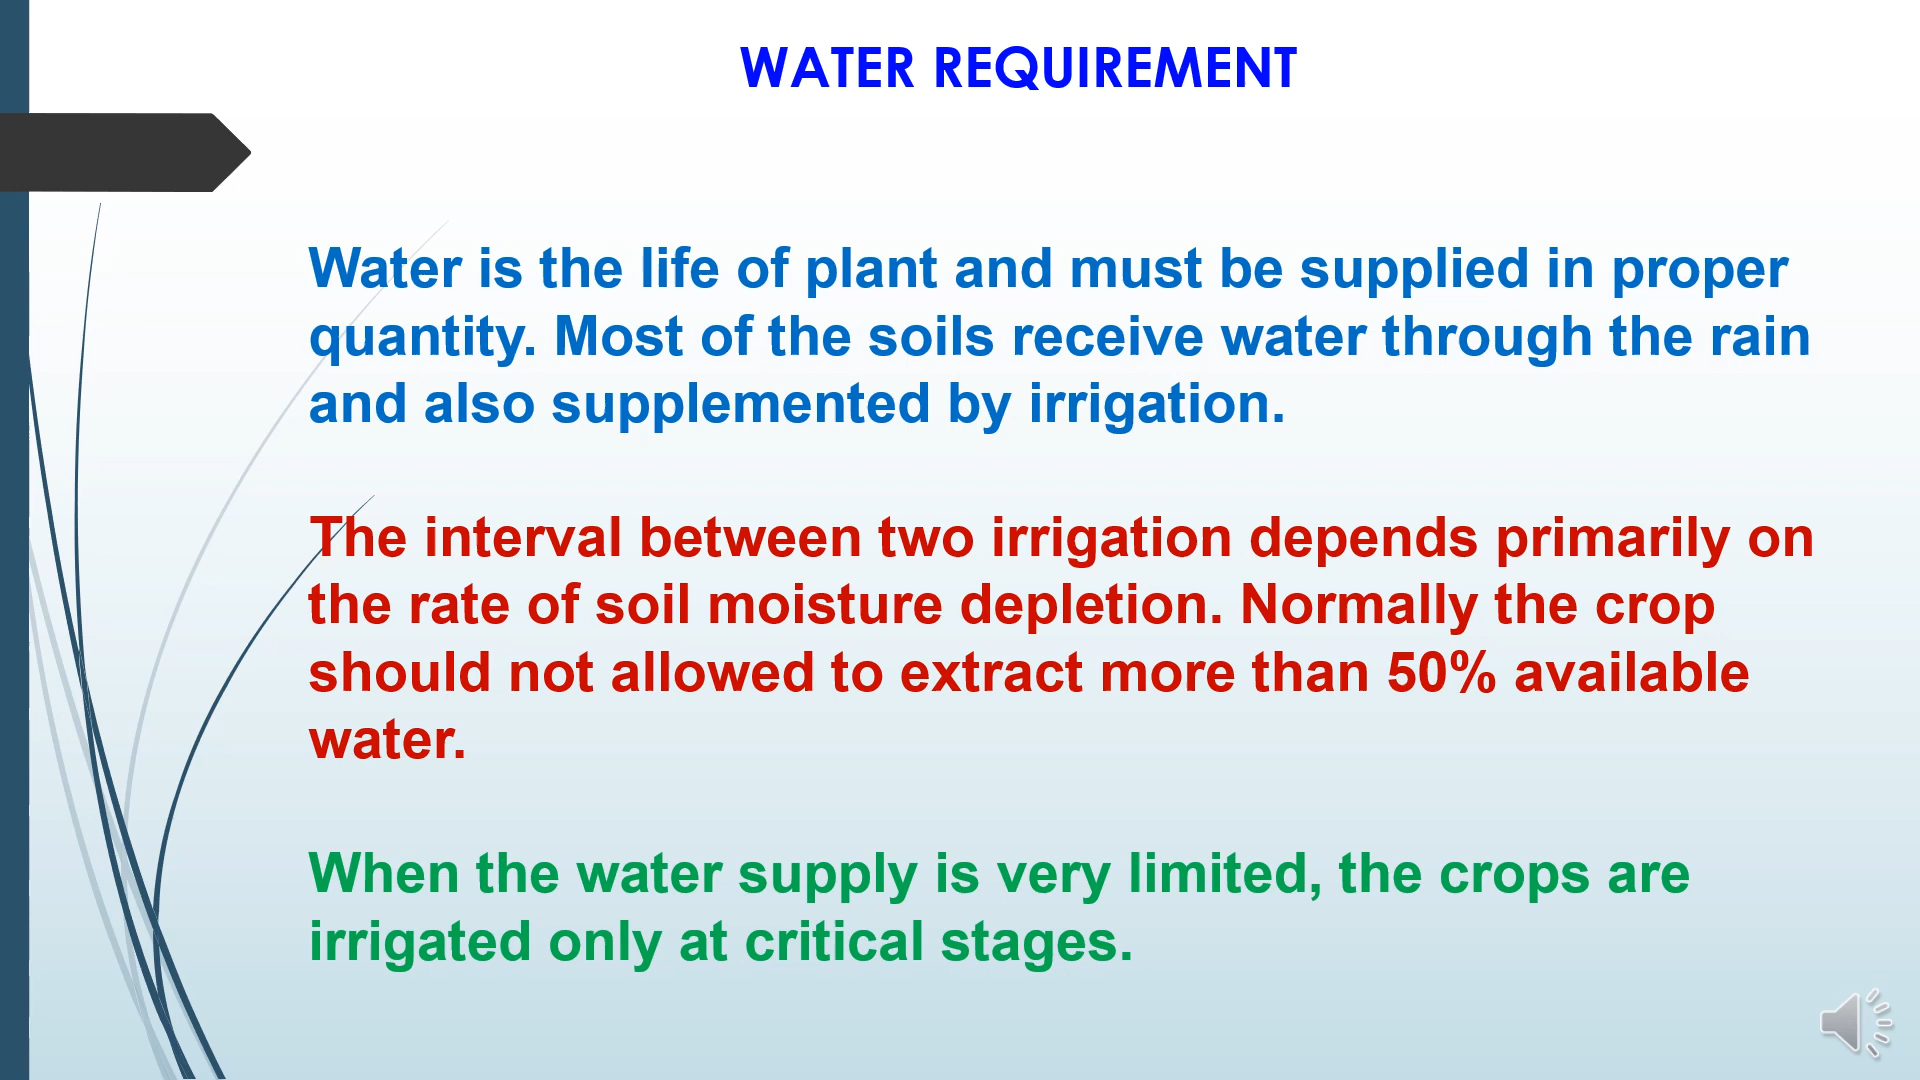 WATER REQUIREMENT
Water is the life of plant and must be supplied in proper
quantity. Most of the soils receive water through the rain
and also supplemented by irrigation.
The interval between two irrigation depends primarily on
the rate of soil moisture depletion. Normally the crop
should not allowed to extract more than 50% available
water.
When the water supply is very limited, the crops are
irrigated only at critical stages.